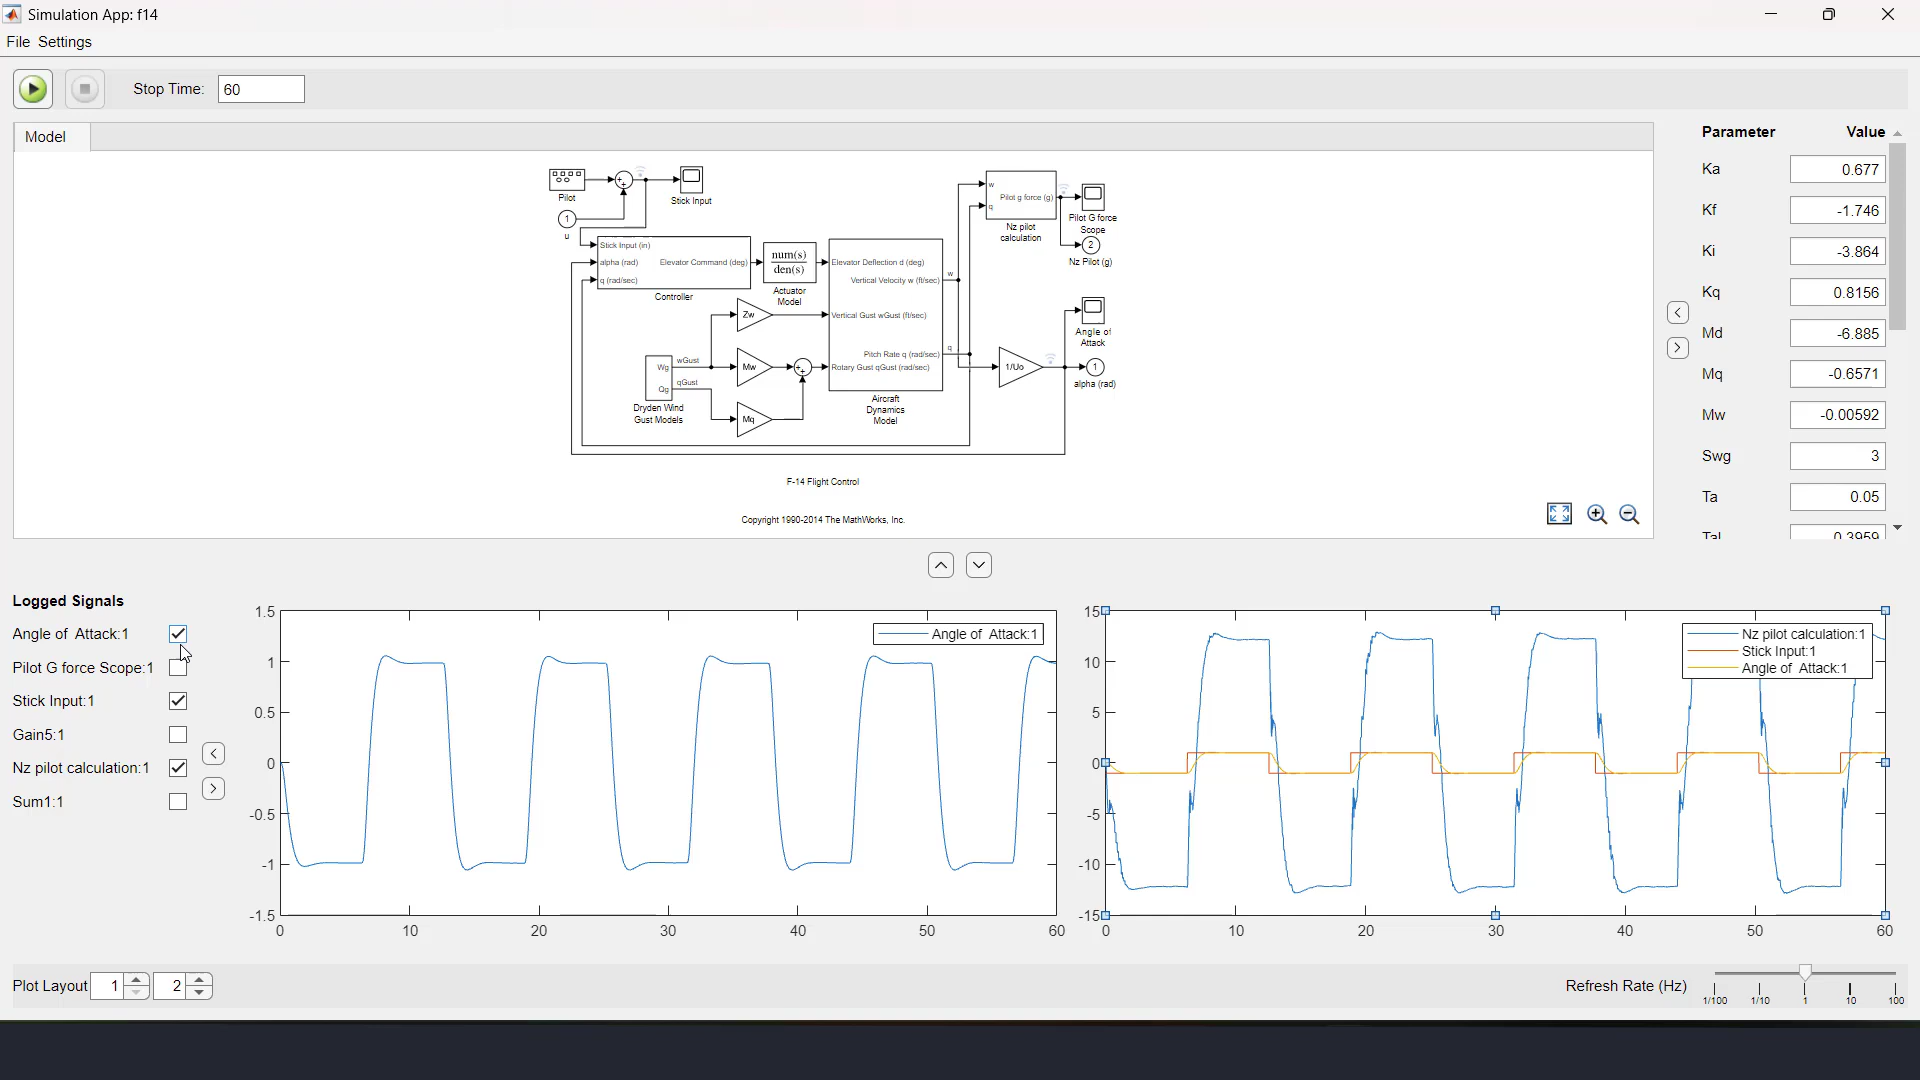 Simulation App: f14
File Settings
Stop Time: 60
Model
Pilot
1
u
Stick Input
Stick Input (in)
alpha (rad)
q (rad/sec)
Elevator Command (deg)
Controller
num(s)
den(s)
Actuator
Model
Elevator Deflection d (deg)
Vertical Velocity w (ft/sec)
Vertical Gust wGust (ft/sec)
Pitch Rate q (rad/sec)
Rotary Gust qGust (rad/sec)
Aircraft
Dynamics
Model
w
q
Zw
Mw
Mq
Wg
Qg
wGust
qGust
Dryden Wind
Gust Models
w
q
Pilot g force (g)
Nz pilot
calculation
Pilot G force
Scope
2
Nz Pilot (g)
Angle of
Attack
1/Uo
1
alpha (rad)
F-14 Flight Control
Copyright 1990-2014 The MathWorks, Inc.
Parameter Value
Ka 0.677
Kf -1.746
Ki -3.864
Kq 0.8156
Md -6.885
Mq -0.6571
Mw -0.00592
Swg 3
Ta 0.05
Tal 0.3959
Logged Signals
Angle of Attack:1
Pilot G force Scope:1
Stick Input:1
Gain5:1
Nz pilot calculation:1
Sum1:1
1.5
1
0.5
0
-0.5
-1
-1.5
0 10 20 30 40 50 60
Angle of Attack:1
15
10
5
0
-5
-10
-15
0 10 20 30 40 50 60
Nz pilot calculation:1
Stick Input:1
Angle of Attack:1
Plot Layout 1 2
Refresh Rate (Hz)
1/100 1/10 1 10 100